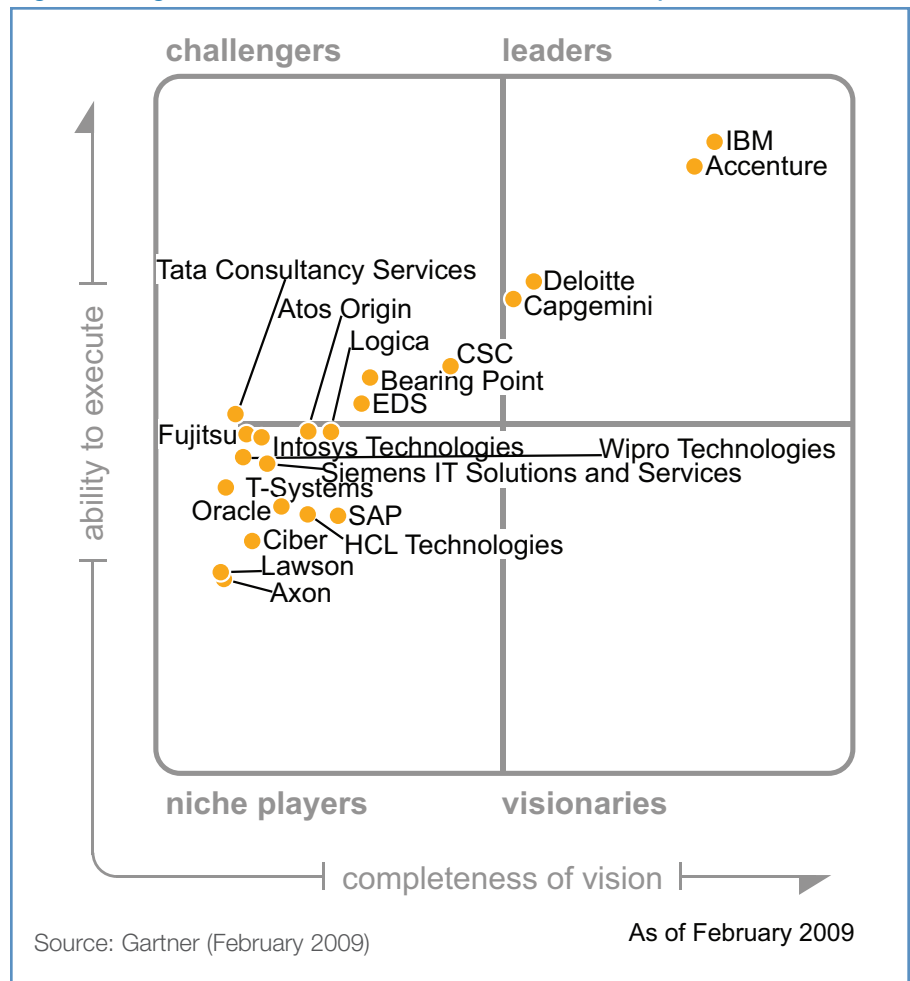 challengers
leaders
IBM
Accenture
Tata Consultancy Services
Deloitte
Atos Origin
Capgemini
Logica
CSC
Bearing Point
EDS
Fujitsu
Infosys Technologies
Wipro Technologies
Siemens IT Solutions and Services
T-Systems
Oracle
SAP
Ciber
HCL Technologies
Lawson
Axon
ability to execute
niche players
visionaries
completeness of vision
As of February 2009
Source: Gartner (February 2009)